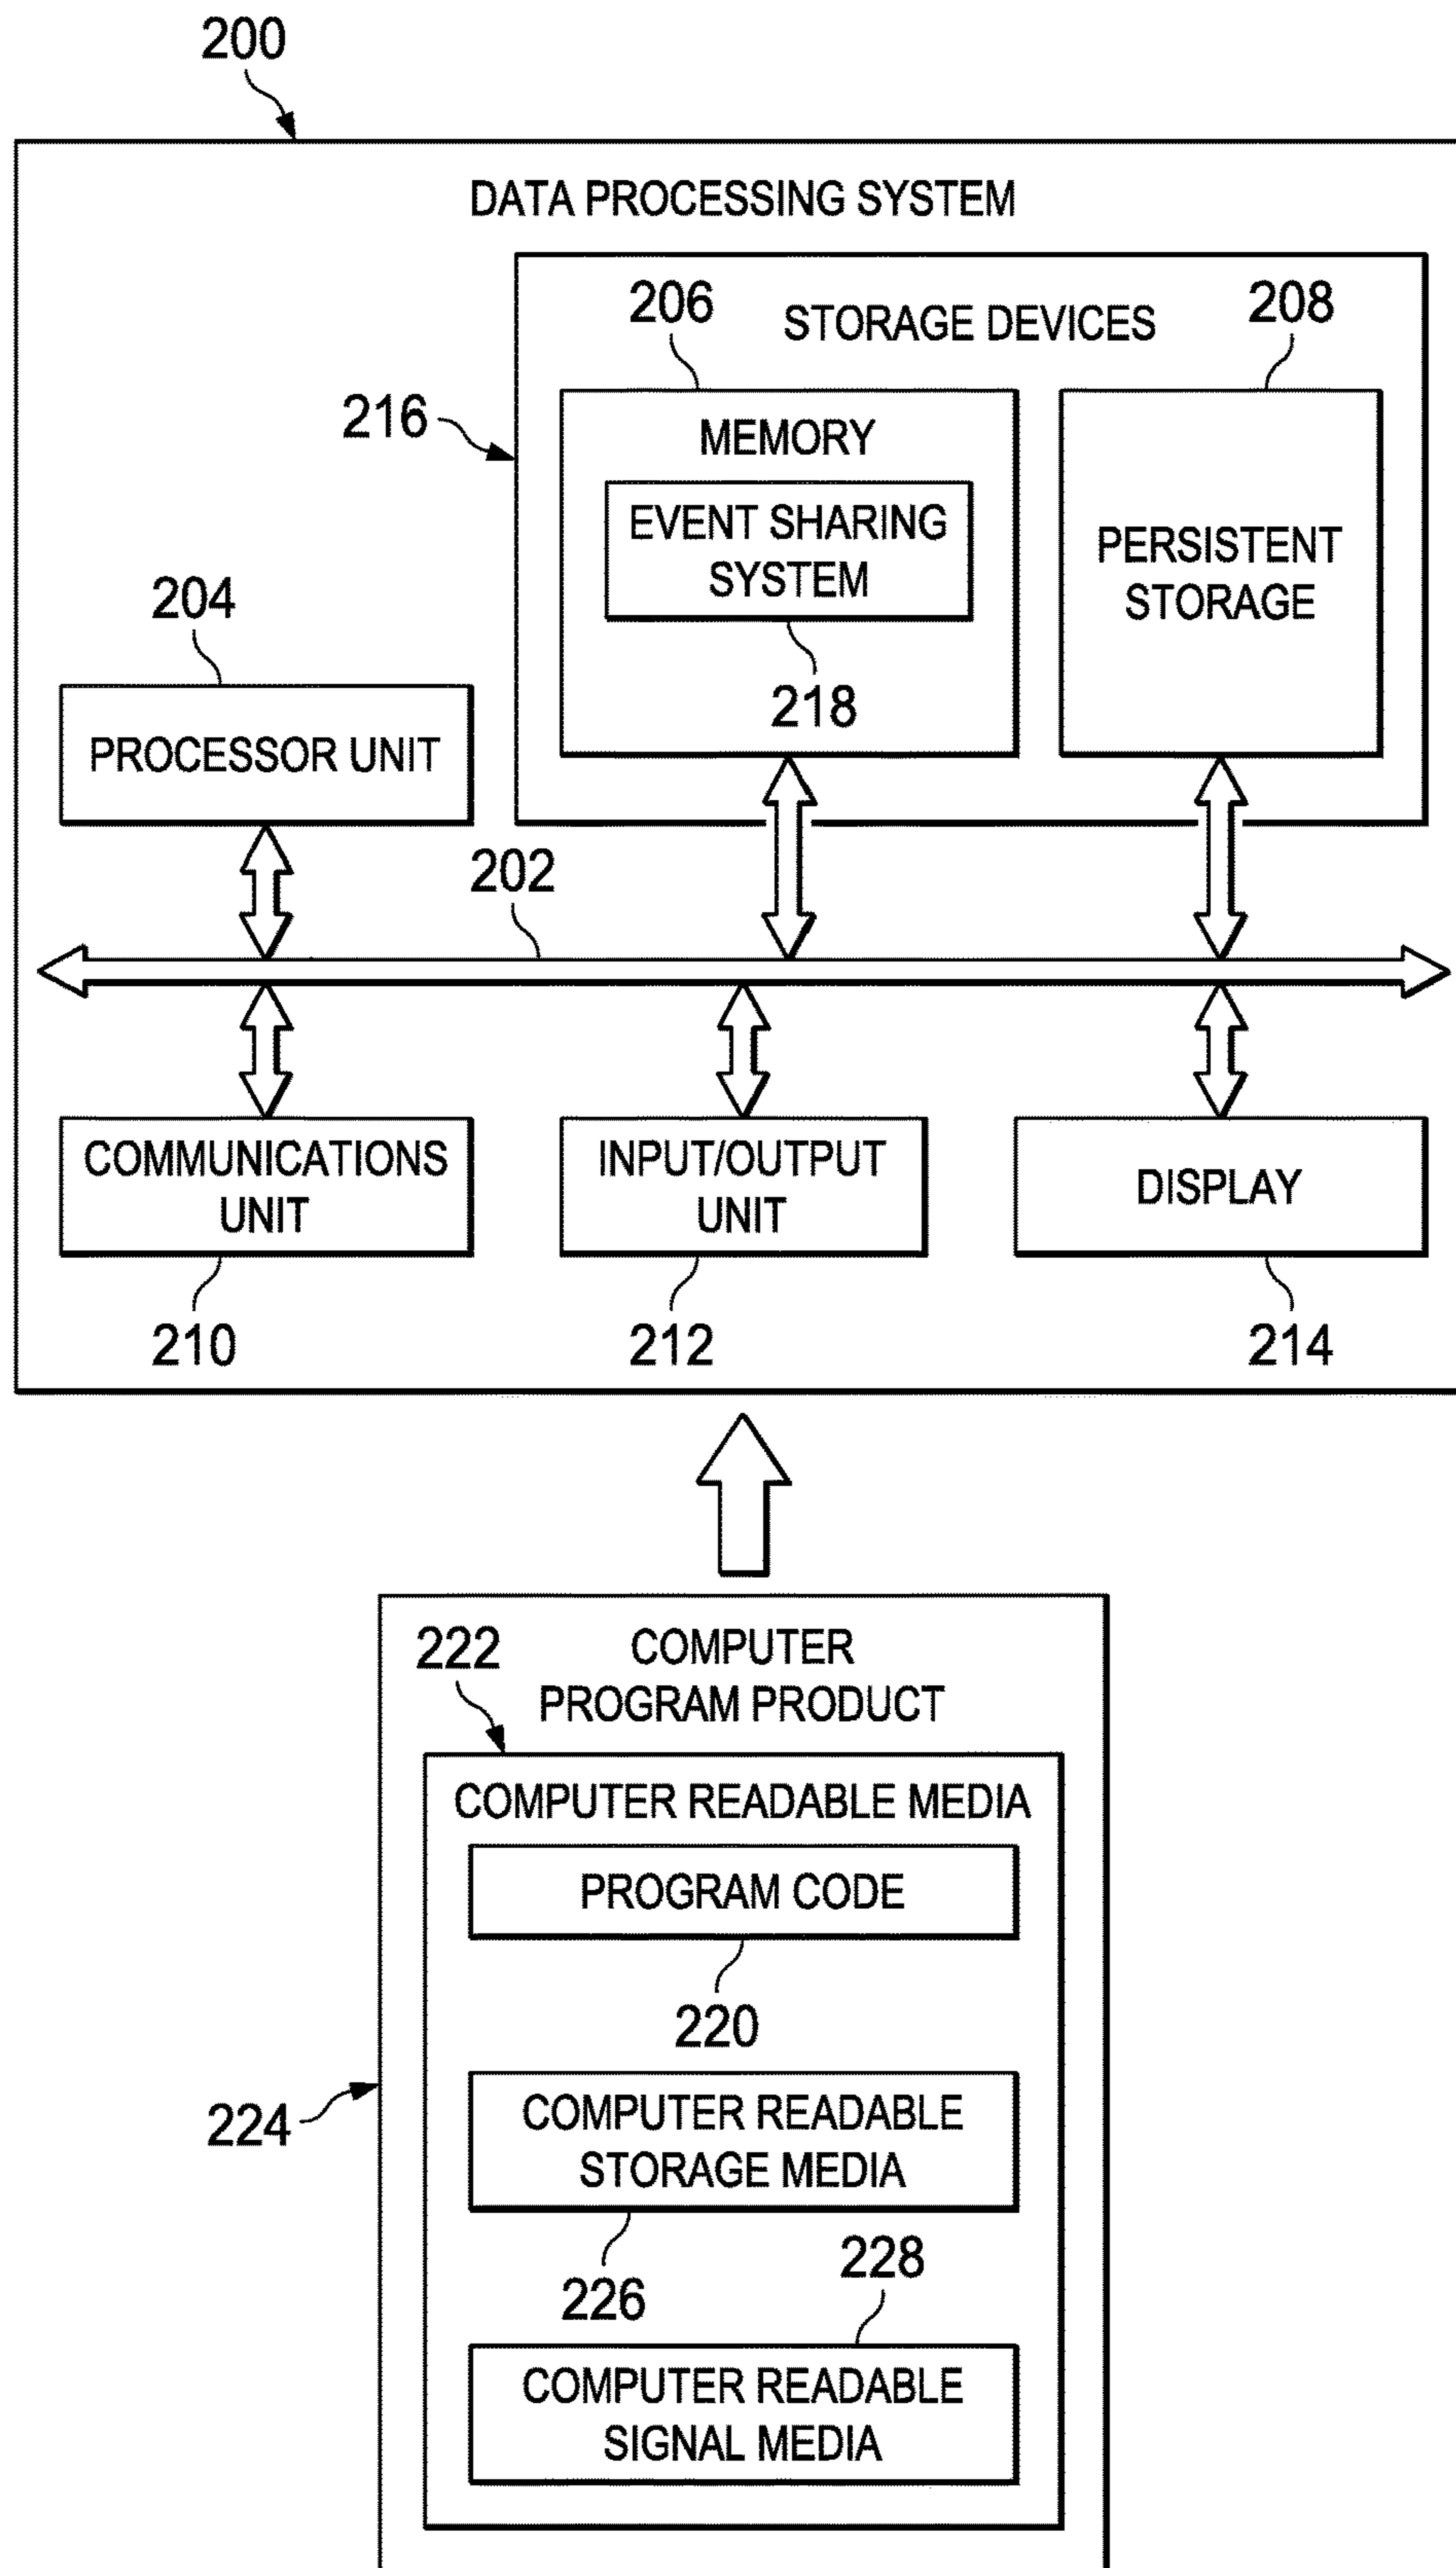 200
DATA PROCESSING SYSTEM
206
STORAGE DEVICES
208
216
MEMORY
EVENT SHARING
SYSTEM
PERSISTENT
STORAGE
204
218
PROCESSOR UNIT
202
COMMUNICATIONS
UNIT
INPUT/OUTPUT
UNIT
DISPLAY
210
212
214
222
COMPUTER
PROGRAM PRODUCT
COMPUTER READABLE MEDIA
PROGRAM CODE
220
224
COMPUTER READABLE
STORAGE MEDIA
226
228
COMPUTER READABLE
SIGNAL MEDIA